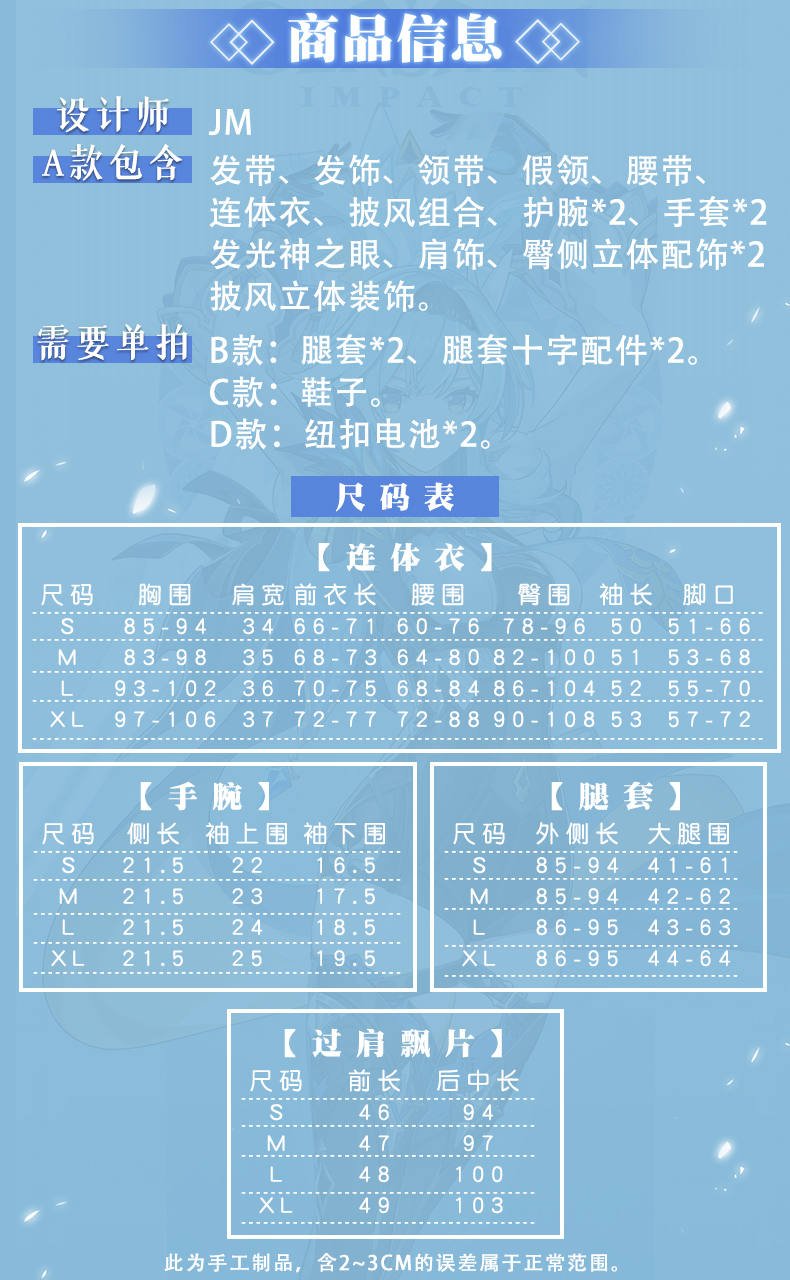 商品信息
IMPACT
设计师 JM
A款包含 发带、发饰、领带、假领、腰带、
连体衣、披风组合、护腕*2、手套*2
发光神之眼、肩饰、臀侧立体配饰*2
披风立体装饰。
需要单拍 B款：腿套*2、腿套十字配件*2。
C款：鞋子。
D款：纽扣电池*2。
尺码表
【连体衣】
尺码 胸围 肩宽 前衣长 腰围 臀围 袖长 脚口
S 85-94 34 66-71 60-76 78-96 50 51-66
M 83-98 35 68-73 64-80 82-100 51 53-68
L 93-102 36 70-75 68-84 86-104 52 55-70
XL 97-106 37 72-77 72-88 90-108 53 57-72
【手腕】
尺码 侧长 袖上围 袖下围
S 21.5 22 16.5
M 21.5 23 17.5
L 21.5 24 18.5
XL 21.5 25 19.5
【腿套】
尺码 外侧长 大腿围
S 85-94 41-61
M 85-94 42-62
L 86-95 43-63
XL 86-95 44-64
【过肩飘片】
尺码 前长 后中长
S 46 94
M 47 97
L 48 100
XL 49 103
此为手工制品，含2~3CM的误差属于正常范围。